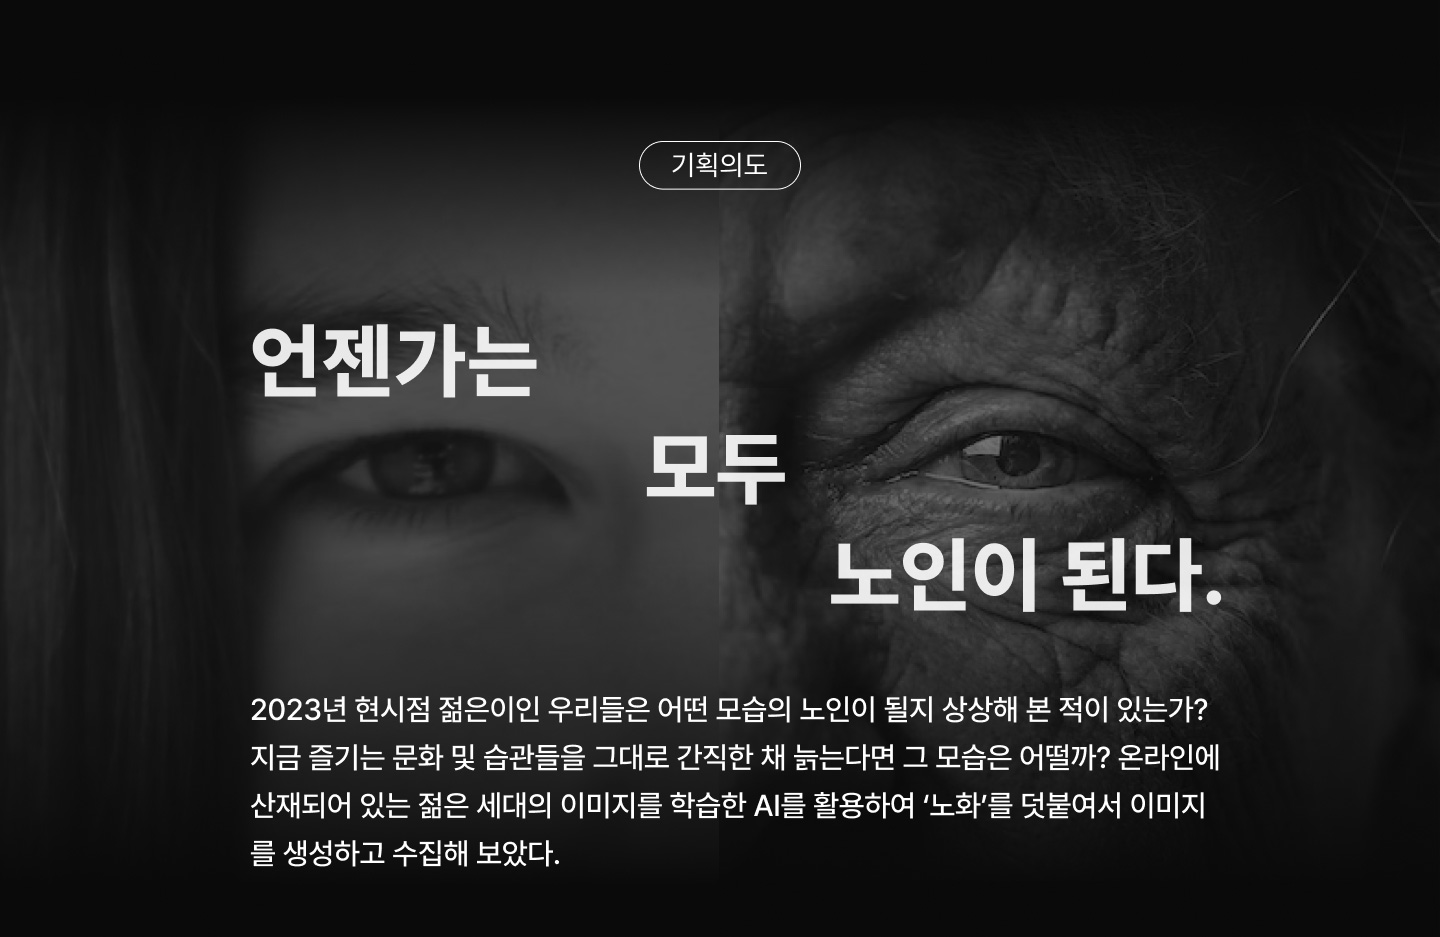 기획의도
언젠가는
모두
노인이 된다.
2023년 현시점 젊은이인 우리들은 어떤 모습의 노인이 될지 상상해 본 적이 있는가?
지금 즐기는 문화 및 습관들을 그대로 간직한 채 늙는다면 그 모습은 어떨까? 온라인에
산재되어 있는 젊은 세대의 이미지를 학습한 AI를 활용하여 ‘노화’를 덧붙여서 이미지
를 생성하고 수집해 보았다.